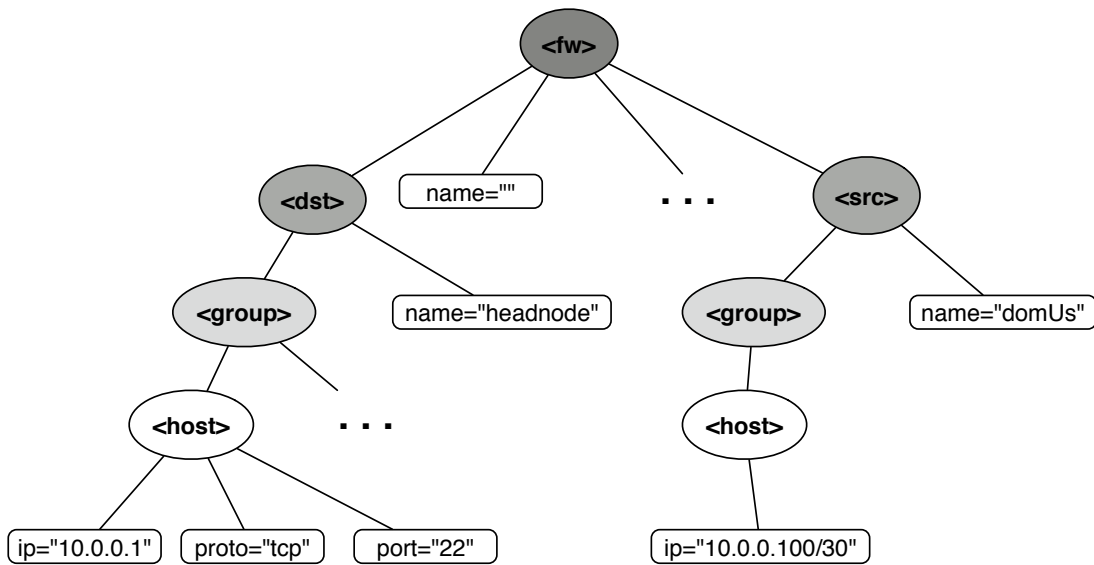 <fw>
<dst>
name=""
. . .
<src>
<group>
name="headnode"
<group>
name="domUs"
<host>
. . .
<host>
ip="10.0.0.1"
proto="tcp"
port="22"
ip="10.0.0.100/30"